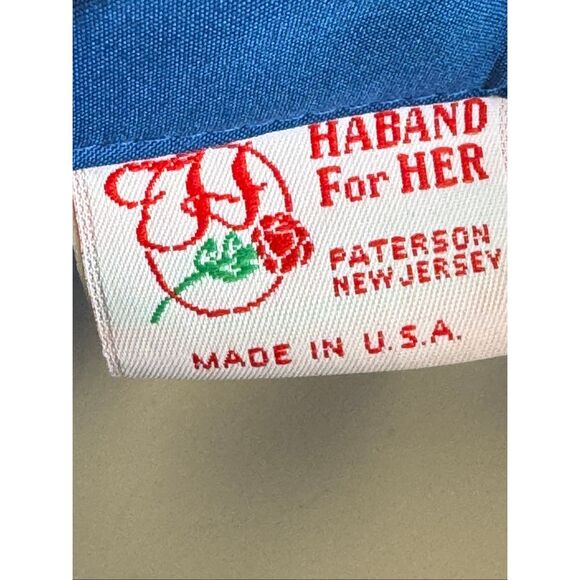 HABAND
For HER
PATERSON
NEW JERSEY
MADE IN U.S.A.